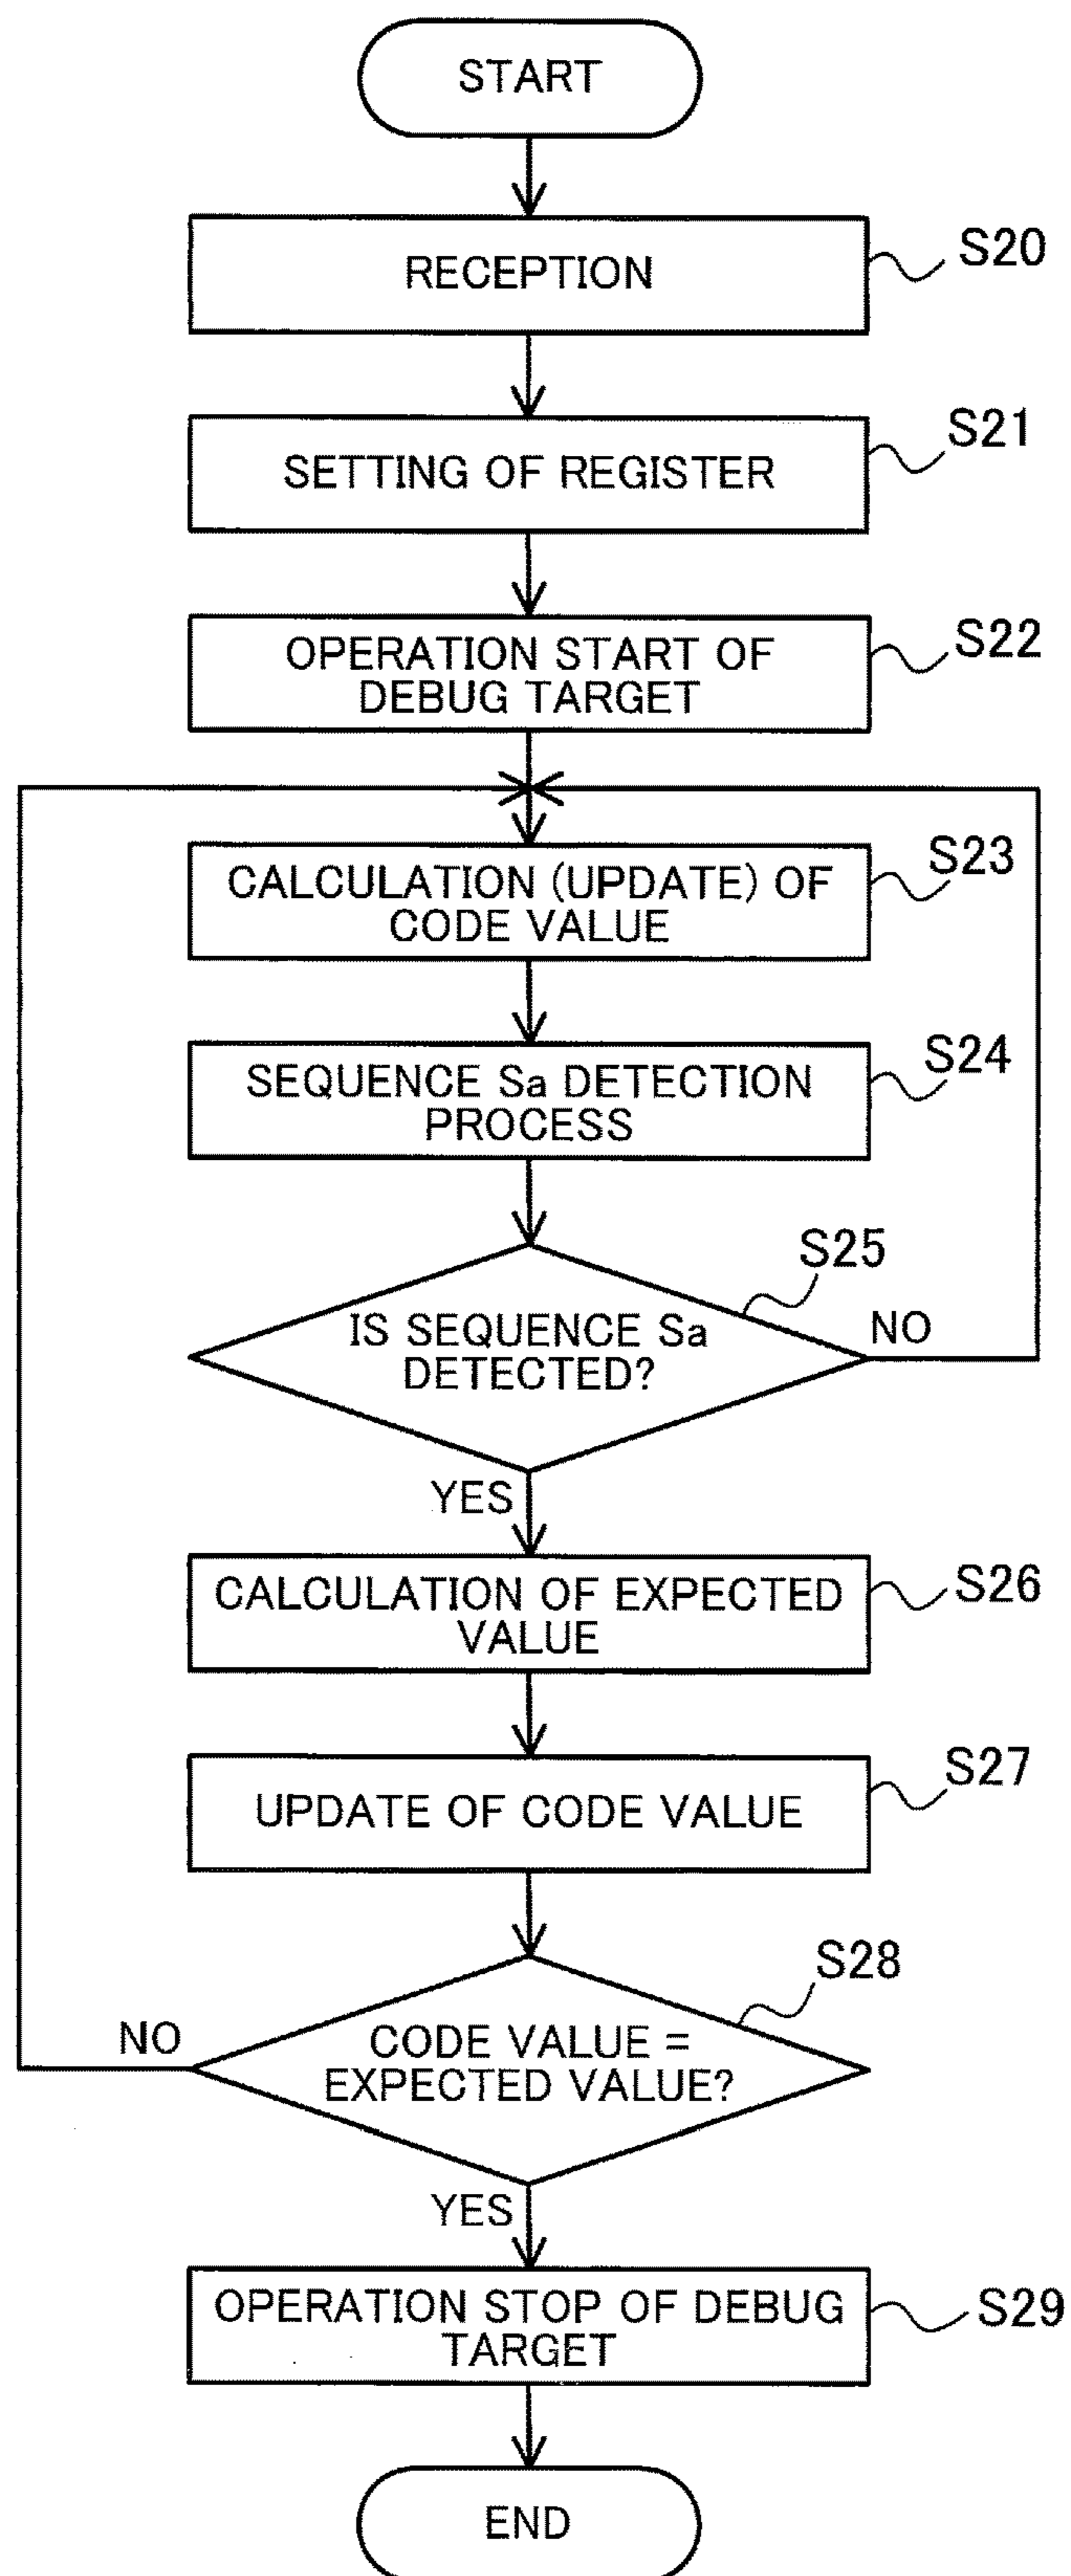 START
RECEPTION
S20
SETTING OF REGISTER
S21
OPERATION START OF
DEBUG TARGET
S22
CALCULATION (UPDATE) OF
CODE VALUE
S23
SEQUENCE Sa DETECTION
PROCESS
S24
IS SEQUENCE Sa
DETECTED?
S25
NO
YES
CALCULATION OF EXPECTED
VALUE
S26
UPDATE OF CODE VALUE
S27
CODE VALUE =
EXPECTED VALUE?
S28
NO
YES
OPERATION STOP OF DEBUG
TARGET
S29
END